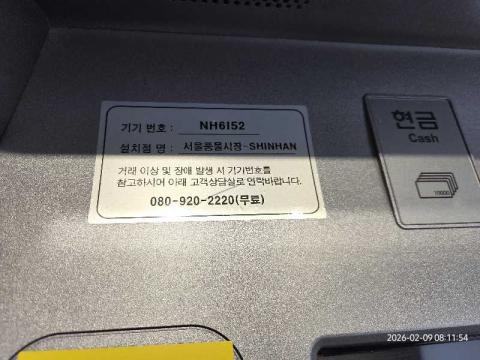 기기 번호 : NH6I52
설치점 명 : 서울풍물시장-SHINHAN
거래 이상 및 장애 발생 시 기기번호를
참고하시어 아래 고객상담실로 연락바랍니다.
080-920-2220(무료)
현금
Cash
10000
2026-02-09 08:11:54